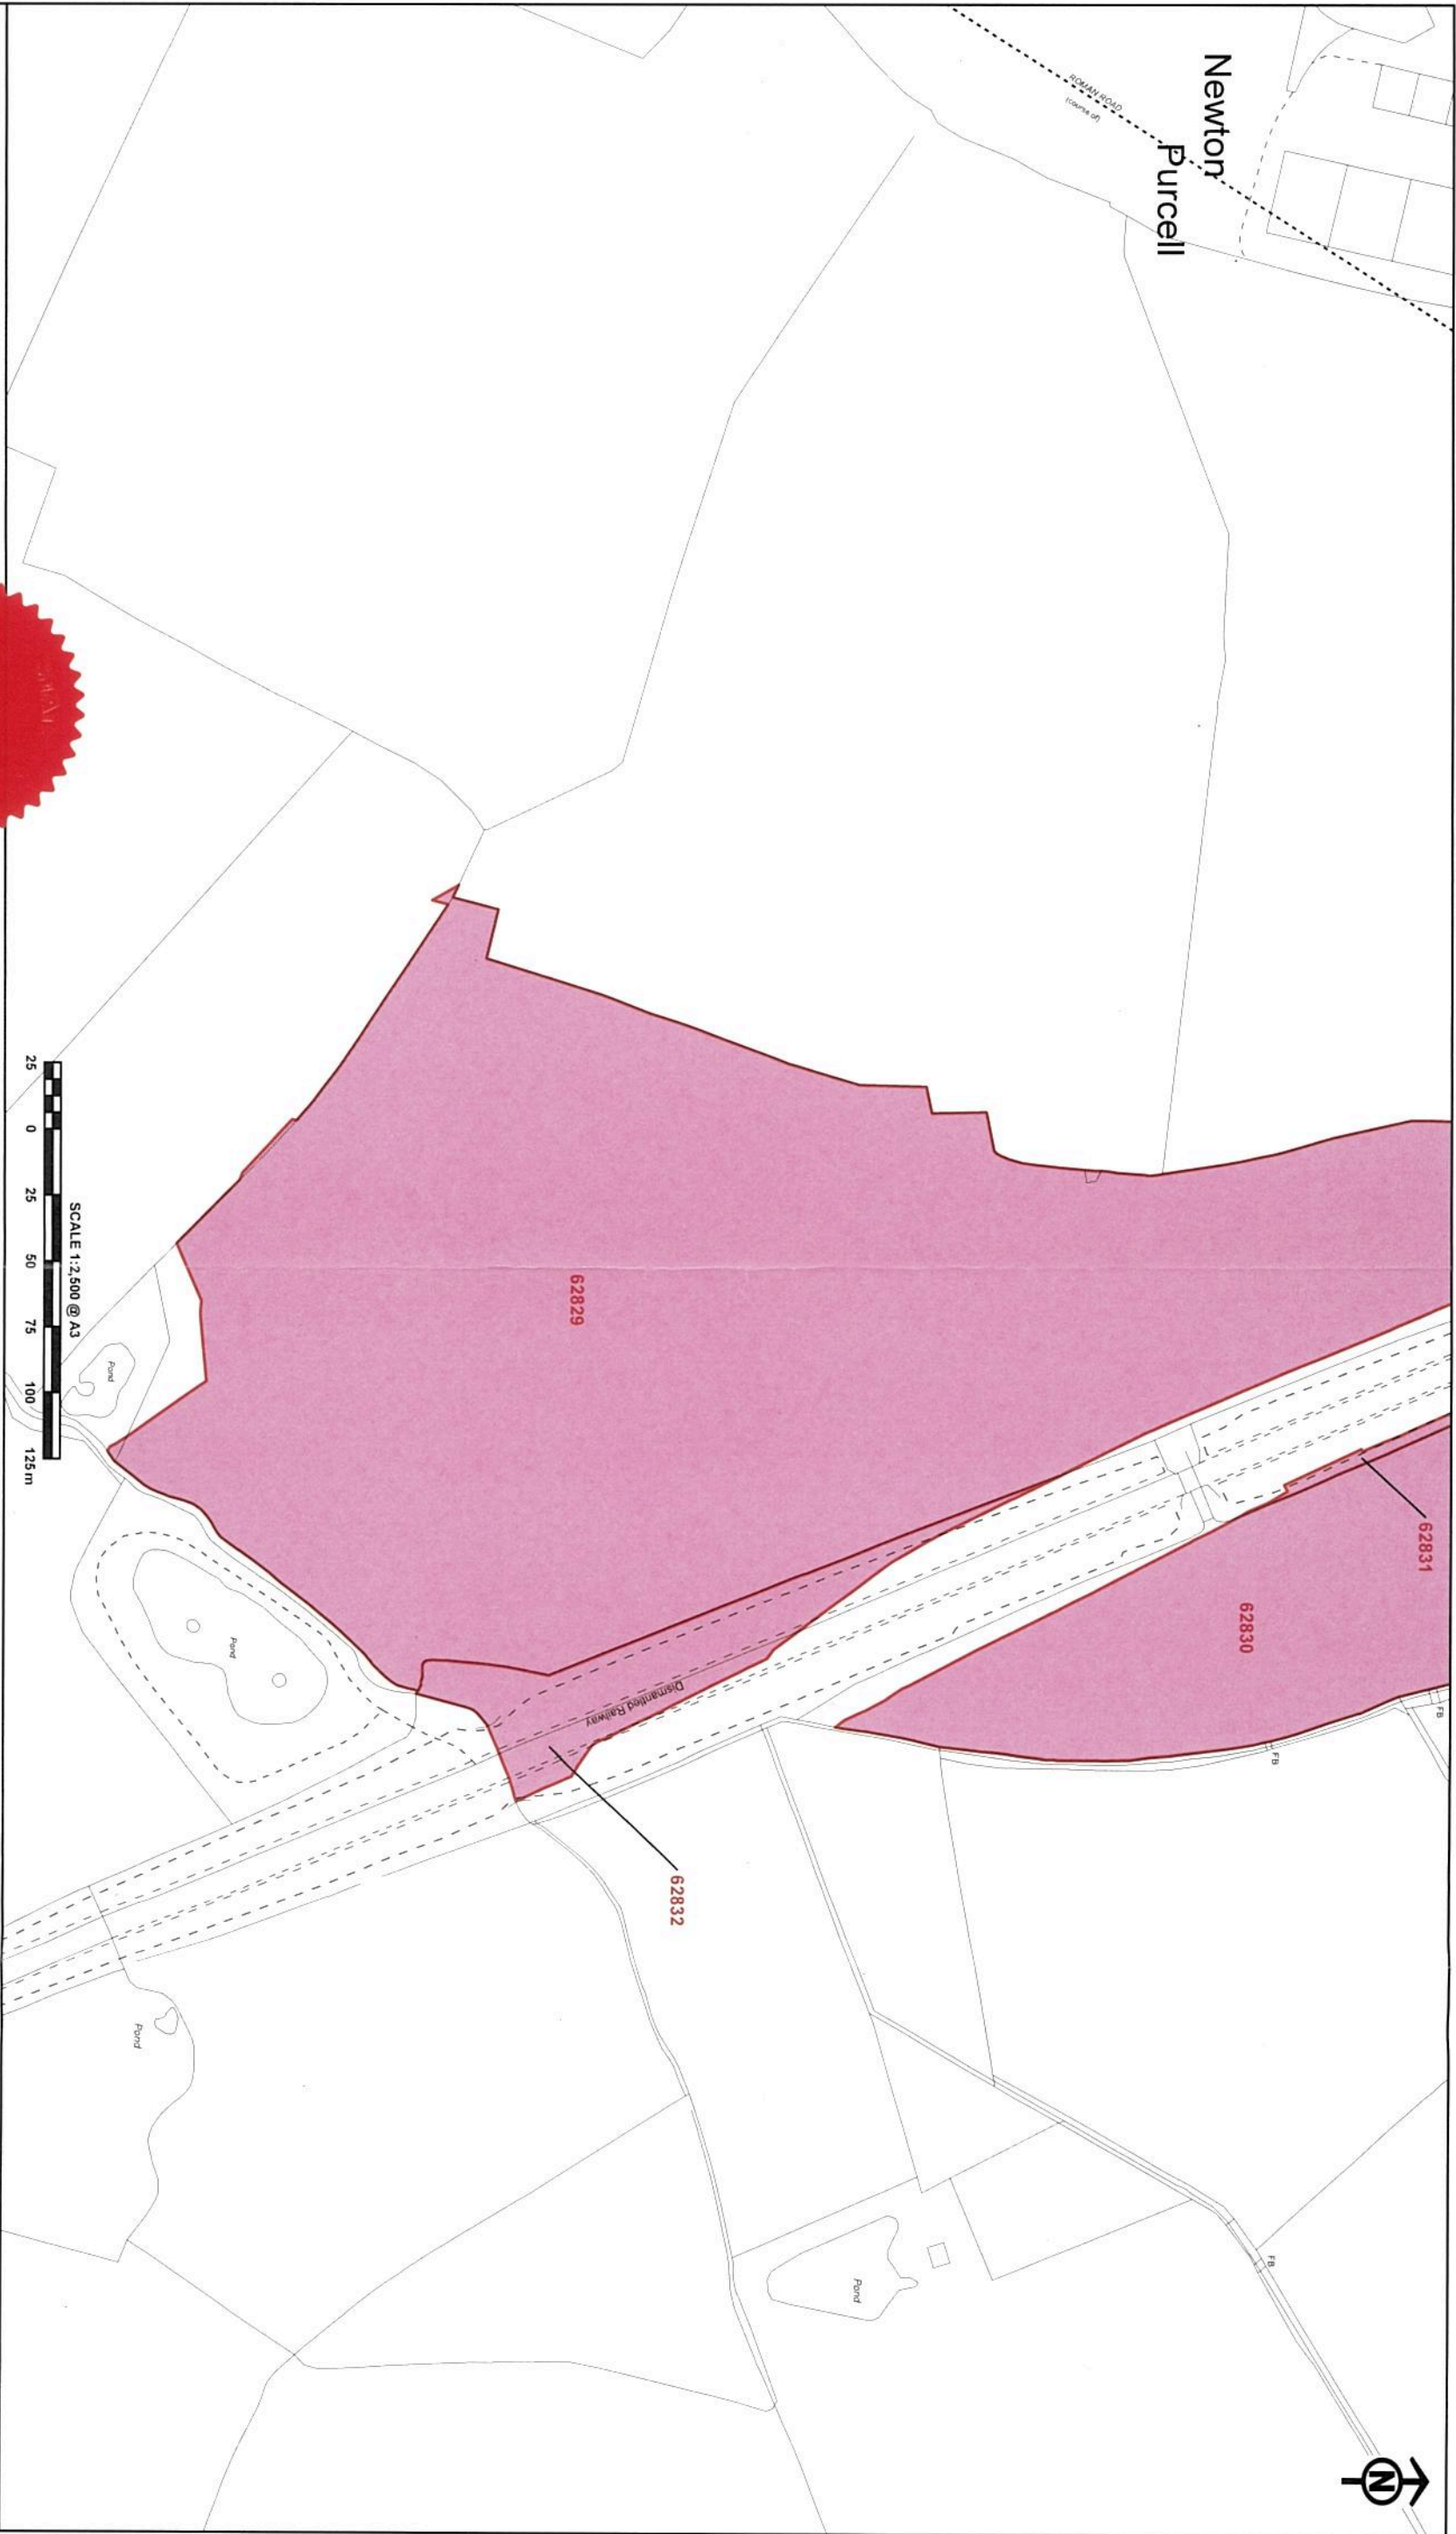 Newton
Purcell
ROMAN ROAD
(course of)
62831
62830
62829
62832
Dismantled Railway
FB
FB
FB
Pond
Pond
Pond
Pond
N
SCALE 1:2,500 @ A3
25 0 25 50 75 100 125 m